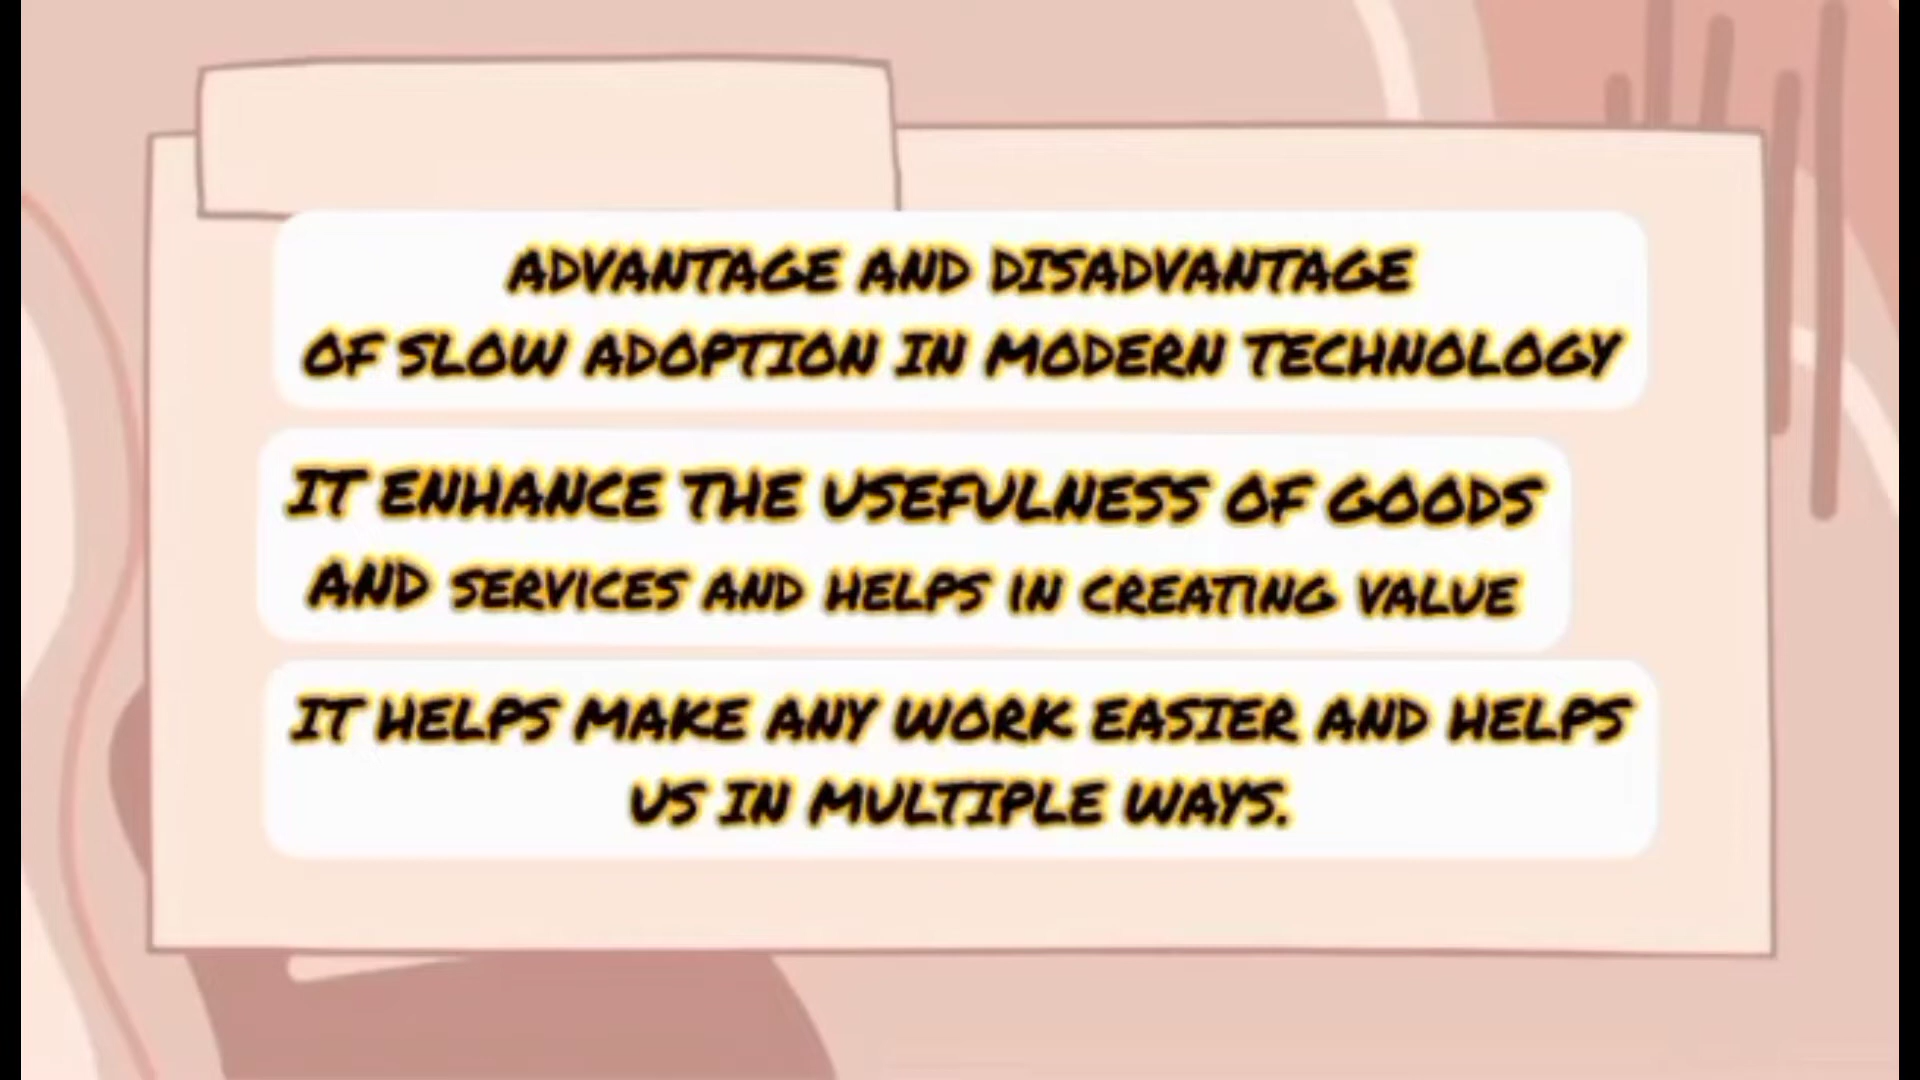 ADVANTAGE AND DISADVANTAGE
OF SLOW ADOPTION IN MODERN TECHNOLOGY
IT ENHANCE THE USEFULNESS OF GOODS
AND SERVICES AND HELPS IN CREATING VALUE
IT HELPS MAKE ANY WORK EASIER AND HELPS
US IN MULTIPLE WAYS.